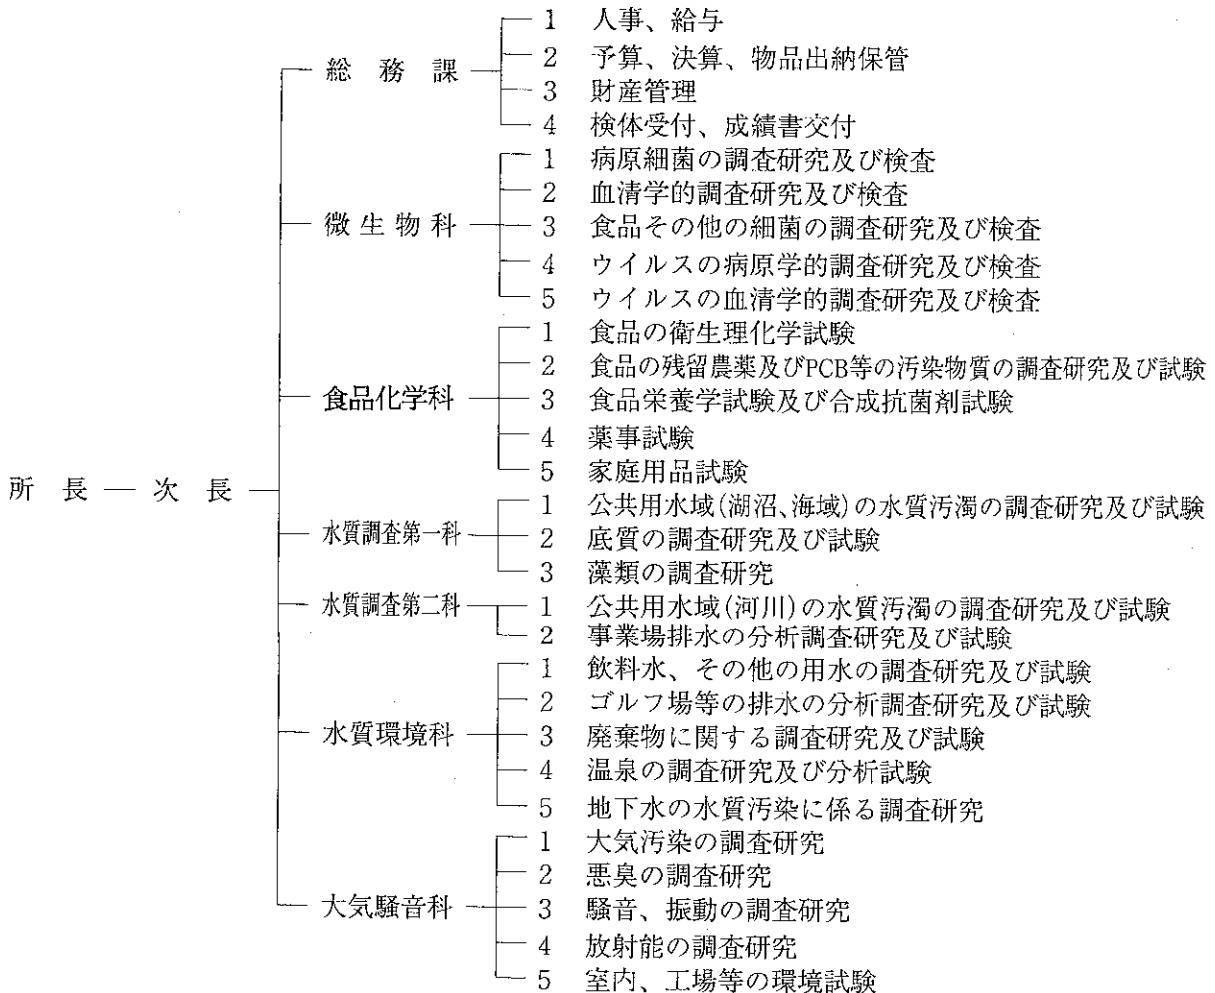 所長 次長
総務課
1 人事、給与
2 予算、決算、物品出納保管
3 財産管理
4 検体受付、成績書交付
微生物科
1 病原細菌の調査研究及び検査
2 血清学的調査研究及び検査
3 食品その他の細菌の調査研究及び検査
4 ウイルスの病原学的調査研究及び検査
5 ウイルスの血清学的調査研究及び検査
食品化学科
1 食品の衛生理化学試験
2 食品の残留農薬及びPCB等の汚染物質の調査研究及び試験
3 食品栄養学試験及び合成抗菌剤試験
4 薬事試験
5 家庭用品試験
水質調査第一科
1 公共用水域(湖沼、海域)の水質汚濁の調査研究及び試験
2 底質の調査研究及び試験
3 藻類の調査研究
水質調査第二科
1 公共用水域(河川)の水質汚濁の調査研究及び試験
2 事業場排水の分析調査研究及び試験
水質環境科
1 飲料水、その他の用水の調査研究及び試験
2 ゴルフ場等の排水の分析調査研究及び試験
3 廃棄物に関する調査研究及び試験
4 温泉の調査研究及び分析試験
5 地下水の水質汚染に係る調査研究
大気騒音科
1 大気汚染の調査研究
2 悪臭の調査研究
3 騒音、振動の調査研究
4 放射能の調査研究
5 室内、工場等の環境試験